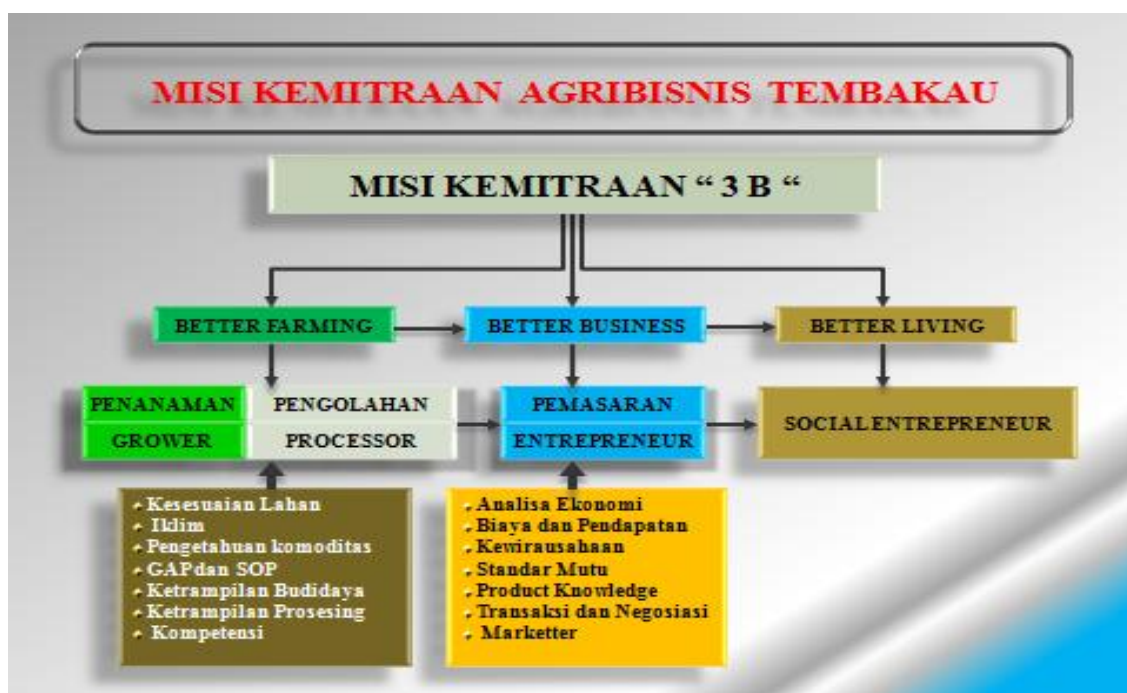 MISI KEMITRAAN AGRIBISNIS TEMBAKAU
MISI KEMITRAAN “ 3 B “
BETTER FARMING
BETTER BUSINESS
BETTER LIVING
PENANAMAN
GROWER
PENGOLAHAN
PROCESSOR
PEMASARAN
ENTREPRENEUR
SOCIAL ENTREPRENEUR
Kesesuaian Lahan
Iklim
Pengetahuan komoditas
GAP dan SOP
Ketrampilan Budidaya
Ketrampilan Prosesing
Kompetensi
Analisa Ekonomi
Biaya dan Pendapatan
Kewirausahaan
Standar Mutu
Product Knowledge
Transaksi dan Negosiasi
Marketter